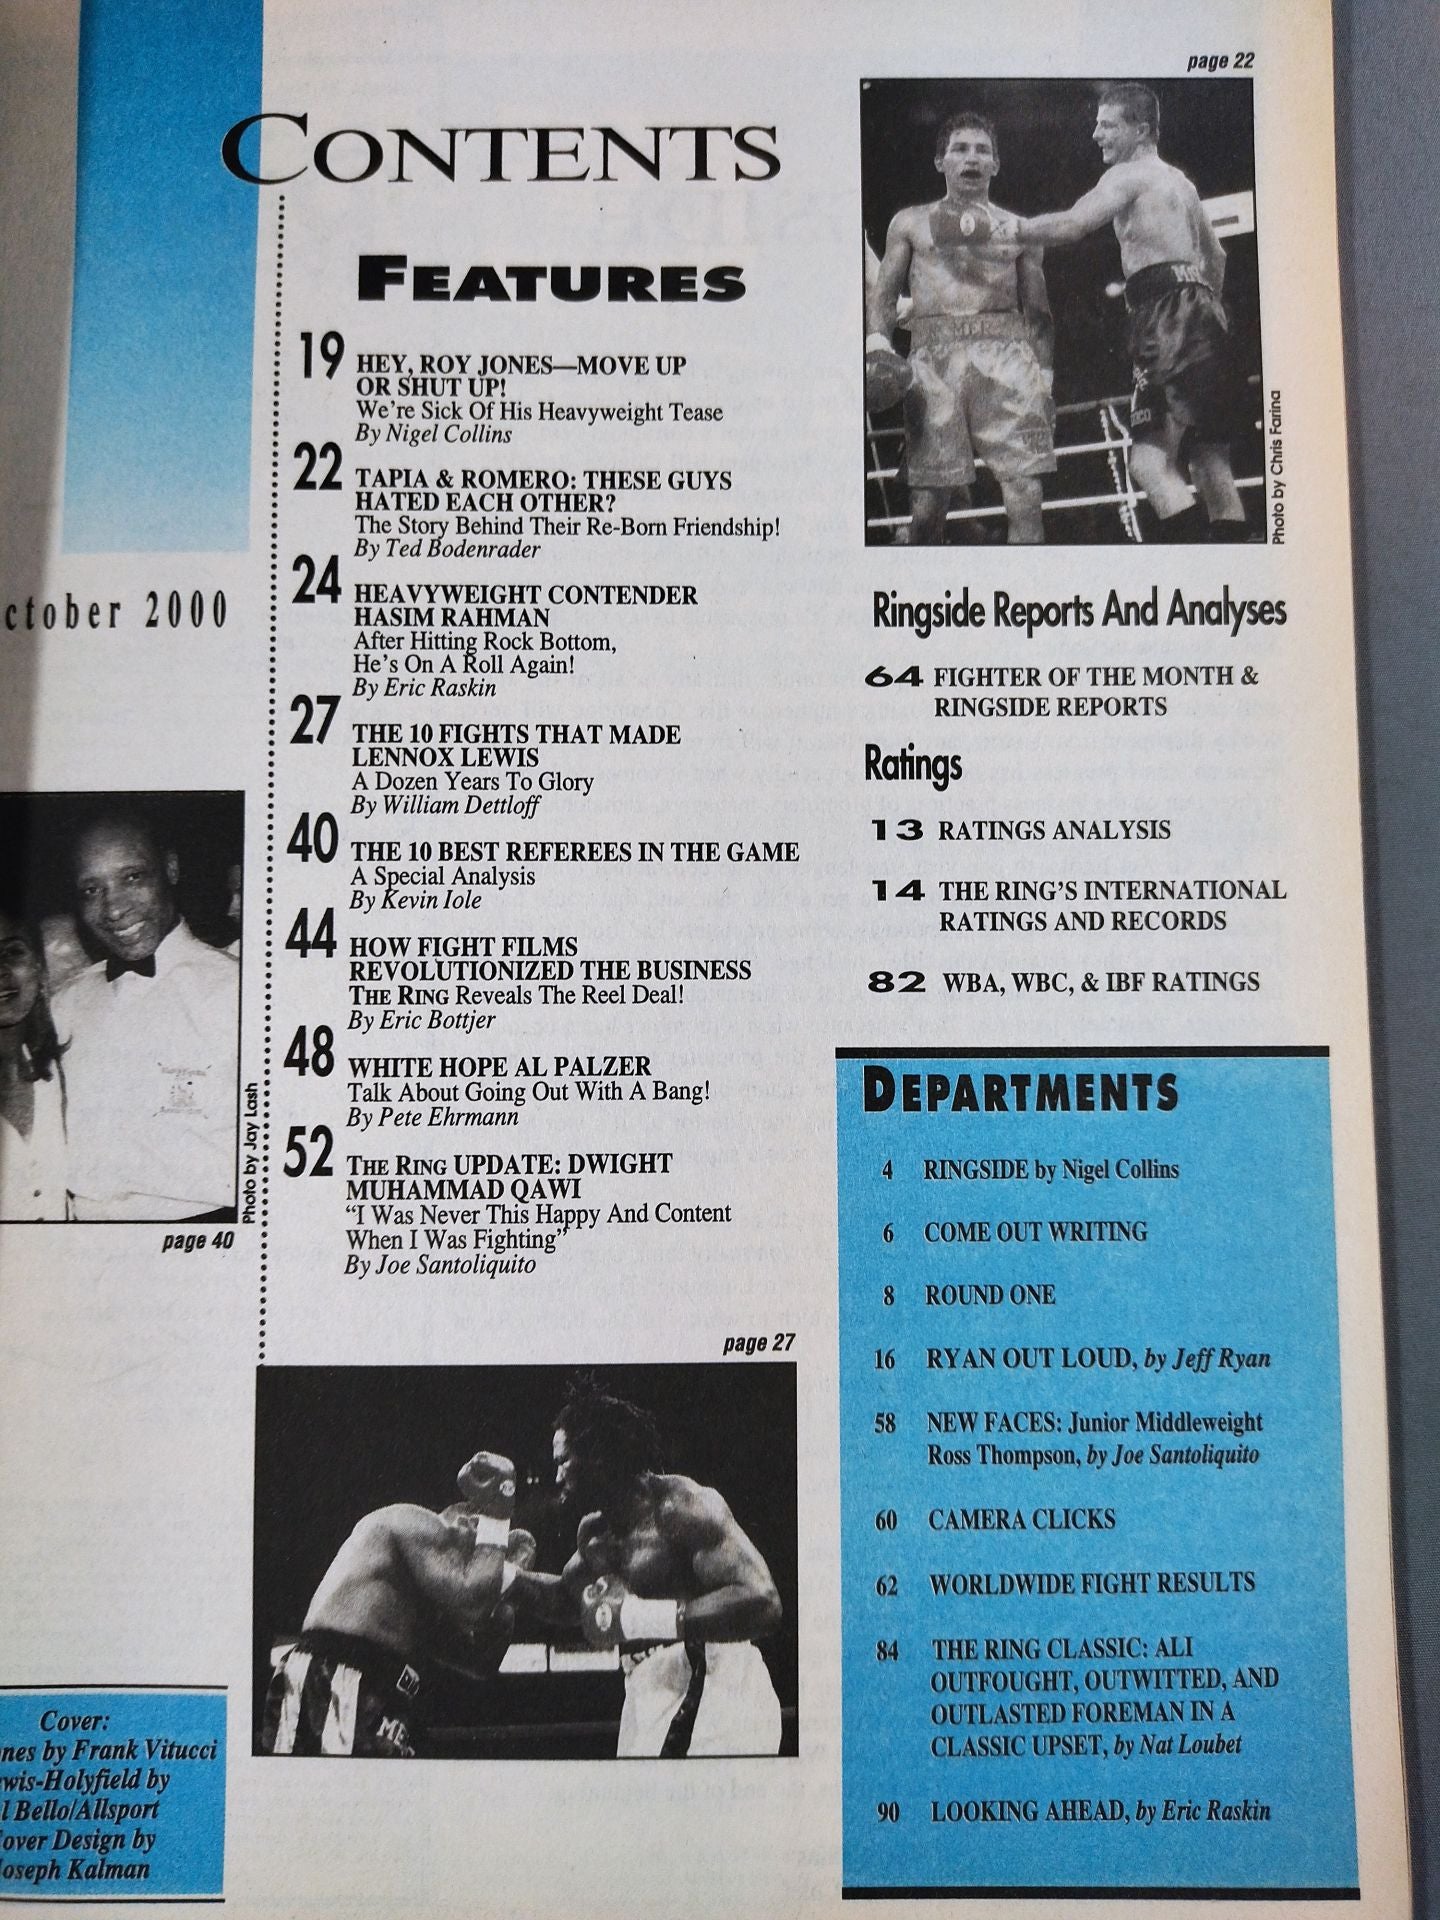 CONTENTS
FEATURES
19 HEY, ROY JONES—MOVE UP
OR SHUT UP!
We're Sick Of His Heavyweight Tease
By Nigel Collins
22 TAPIA & ROMERO: THESE GUYS
HATED EACH OTHER?
The Story Behind Their Re-Born Friendship!
By Ted Bodenrader
24 HEAVYWEIGHT CONTENDER
HASIM RAHMAN
After Hitting Rock Bottom,
He's On A Roll Again!
By Eric Raskin
27 THE 10 FIGHTS THAT MADE
LENNOX LEWIS
A Dozen Years To Glory
By William Dettloff
40 THE 10 BEST REFEREES IN THE GAME
A Special Analysis
By Kevin Iole
44 HOW FIGHT FILMS
REVOLUTIONIZED THE BUSINESS
THE RING Reveals The Reel Deal!
By Eric Bottjer
48 WHITE HOPE AL PALZER
Talk About Going Out With A Bang!
By Pete Ehrmann
52 THE RING UPDATE: DWIGHT
MUHAMMAD QAWI
“I Was Never This Happy And Content
When I Was Fighting”
By Joe Santoliquito
page 27
page 22
Photo by Chris Farina
Ringside Reports And Analyses
64 FIGHTER OF THE MONTH &
RINGSIDE REPORTS
Ratings
13 RATINGS ANALYSIS
14 THE RING'S INTERNATIONAL
RATINGS AND RECORDS
82 WBA, WBC, & IBF RATINGS
DEPARTMENTS
4 RINGSIDE by Nigel Collins
6 COME OUT WRITING
8 ROUND ONE
16 RYAN OUT LOUD, by Jeff Ryan
58 NEW FACES: Junior Middleweight
Ross Thompson, by Joe Santoliquito
60 CAMERA CLICKS
62 WORLDWIDE FIGHT RESULTS
84 THE RING CLASSIC: ALI
OUTFOUGHT, OUTWITTED, AND
OUTLASTED FOREMAN IN A
CLASSIC UPSET, by Nat Loubet
90 LOOKING AHEAD, by Eric Raskin
ctober 2000
Photo by Jay Lash
page 40
Cover:
nes by Frank Vitucci
wis-Holyfield by
l Bello/Allsport
over Design by
oseph Kalman